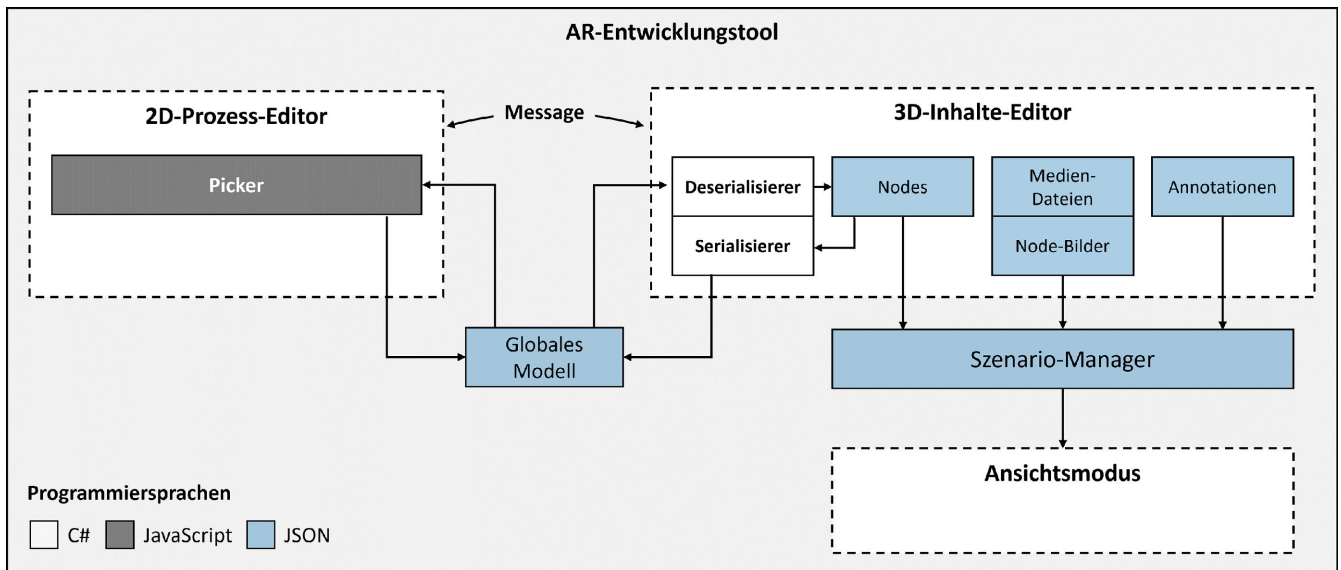 AR-Entwicklungstool
2D-Prozess-Editor
Message
3D-Inhalte-Editor
Picker
Deserialisierer
Nodes
Medien-
Dateien
Annotationen
Serialisierer
Node-Bilder
Globales
Modell
Szenario-Manager
Ansichtsmodus
Programmiersprachen
C# JavaScript JSON